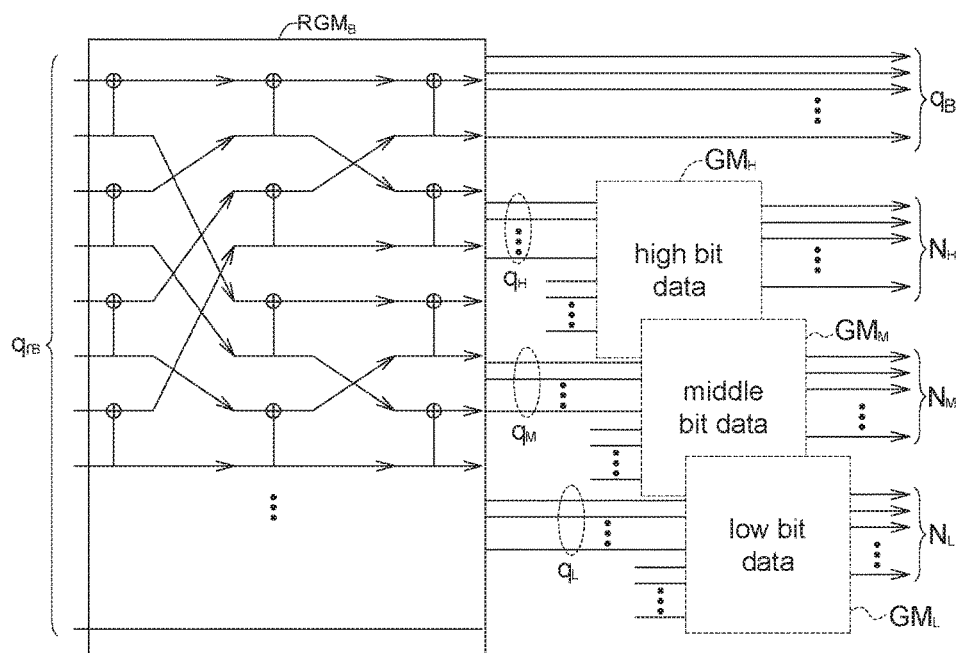 RGM_B
q_rB
q_B
GM_H
high bit
data
q_H
N_H
GM_M
middle
bit data
q_M
N_M
low bit
data
q_L
N_L
GM_L